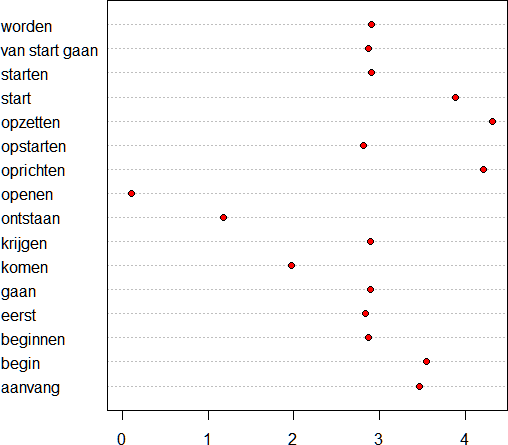 worden
van start gaan
starten
start
opzetten
opstarten
oprichten
openen
ontstaan
krijgen
komen
gaan
eerst
beginnen
begin
aanvang
0 1 2 3 4